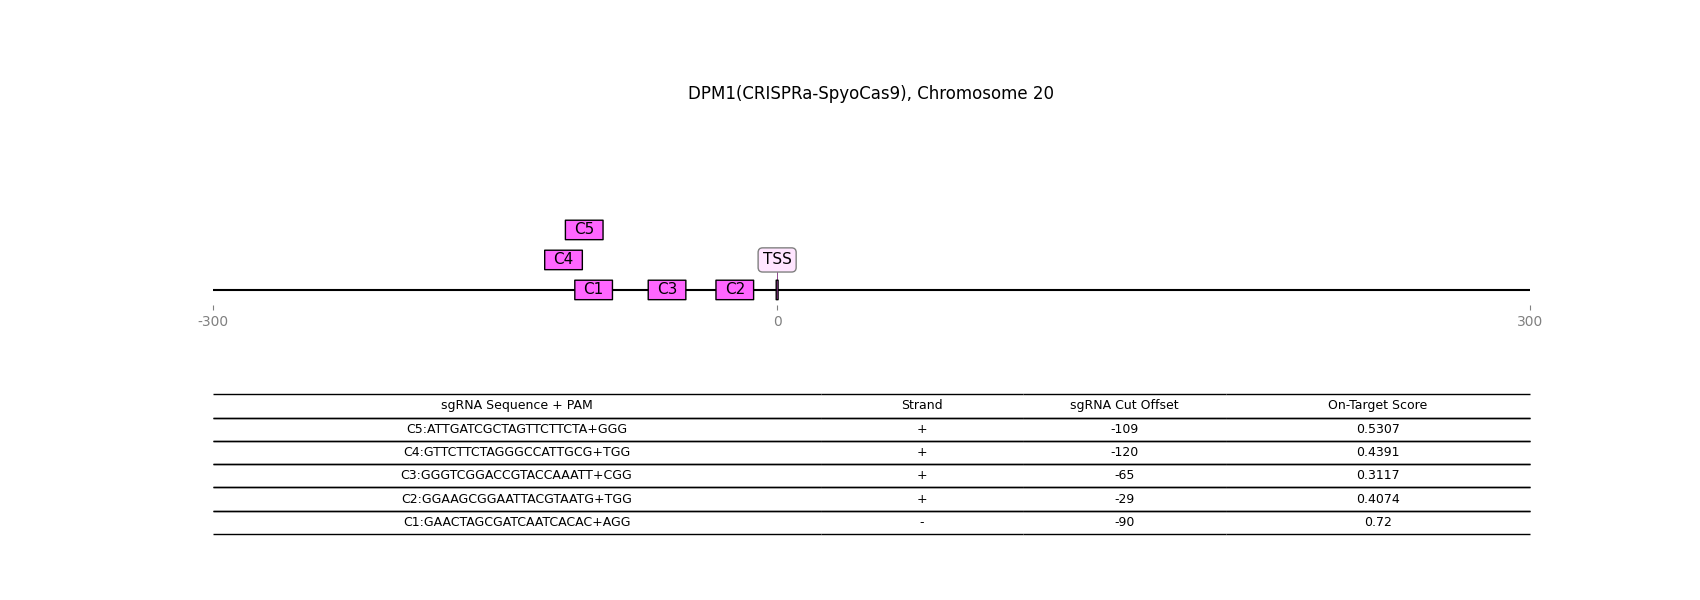 DPM1(CRISPRa-SpyoCas9), Chromosome 20
C5
C4 TSS
C1 C3 C2
-300 0 300
sgRNA Sequence + PAM Strand sgRNA Cut Offset On-Target Score
C5:ATTGATCGCTAGTTCTTCTA+GGG + -109 0.5307
C4:GTTCTTCTAGGGCCATTGCG+TGG + -120 0.4391
C3:GGGTCGGACCGTACCAAATT+CGG + -65 0.3117
C2:GGAAGCGGAATTACGTAATG+TGG + -29 0.4074
C1:GAACTAGCGATCAATCACAC+AGG - -90 0.72